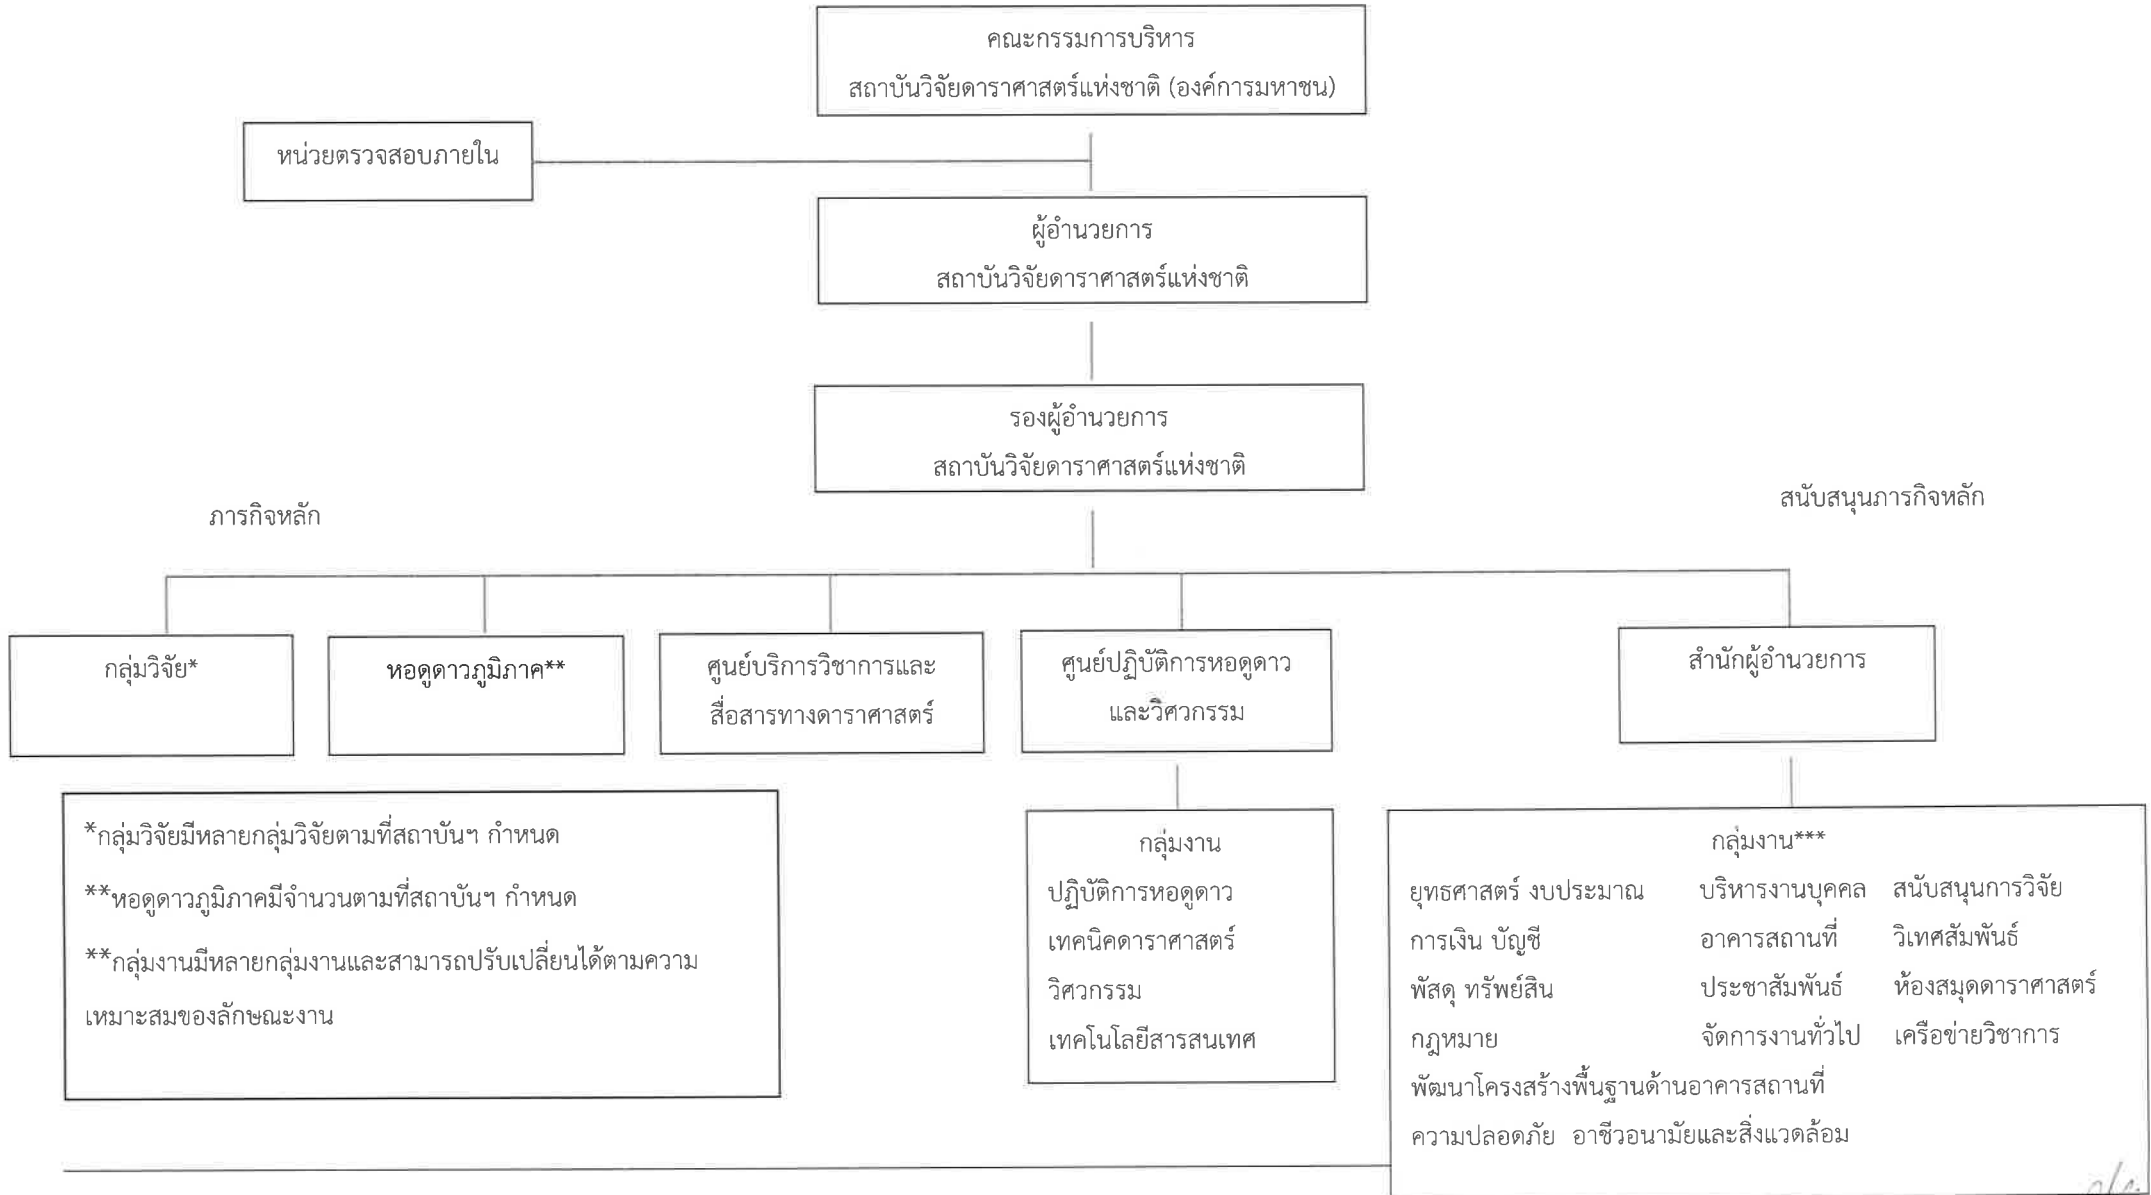 คณะกรรมการบริหาร
สถาบันวิจัยดาราศาสตร์แห่งชาติ (องค์การมหาชน)
หน่วยตรวจสอบภายใน
ผู้อำนวยการ
สถาบันวิจัยดาราศาสตร์แห่งชาติ
รองผู้อำนวยการ
สถาบันวิจัยดาราศาสตร์แห่งชาติ
ภารกิจหลัก
สนับสนุนภารกิจหลัก
กลุ่มวิจัย*
หอดูดาวภูมิภาค**
ศูนย์บริการวิชาการและ
สื่อสารทางดาราศาสตร์
ศูนย์ปฏิบัติการหอดูดาว
และวิศวกรรม
สำนักผู้อำนวยการ
*กลุ่มวิจัยมีหลายกลุ่มวิจัยตามที่สถาบันฯ กำหนด
**หอดูดาวภูมิภาคมีจำนวนตามที่สถาบันฯ กำหนด
**กลุ่มงานมีหลายกลุ่มงานและสามารถปรับเปลี่ยนได้ตามความ
เหมาะสมของลักษณะงาน
กลุ่มงาน
ปฏิบัติการหอดูดาว
เทคนิคดาราศาสตร์
วิศวกรรม
เทคโนโลยีสารสนเทศ
กลุ่มงาน***
ยุทธศาสตร์ งบประมาณ บริหารงานบุคคล สนับสนุนการวิจัย
การเงิน บัญชี อาคารสถานที่ วิเทศสัมพันธ์
พัสดุ ทรัพย์สิน ประชาสัมพันธ์ ห้องสมุดดาราศาสตร์
กฎหมาย จัดการงานทั่วไป เครือข่ายวิชาการ
พัฒนาโครงสร้างพื้นฐานด้านอาคารสถานที่
ความปลอดภัย อาชีวอนามัยและสิ่งแวดล้อม